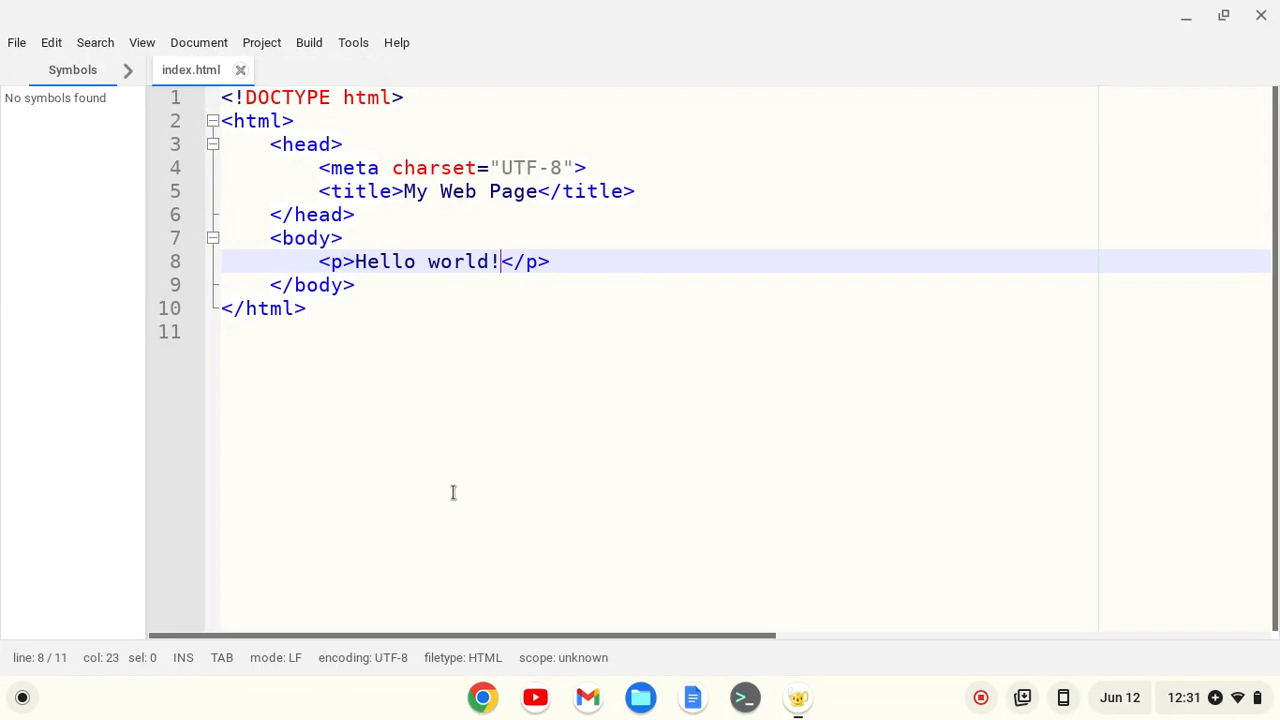 File Edit Search View Document Project Build Tools Help
Symbols index.html
No symbols found
1 <!DOCTYPE html>
2 <html>
3 <head>
4 <meta charset="UTF-8">
5 <title>My Web Page</title>
6 </head>
7 <body>
8 <p>Hello world!</p>
9 </body>
10 </html>
11
line: 8 / 11 col: 23 sel: 0 INS TAB mode: LF encoding: UTF-8 filetype: HTML scope: unknown
Jun 12 12:31